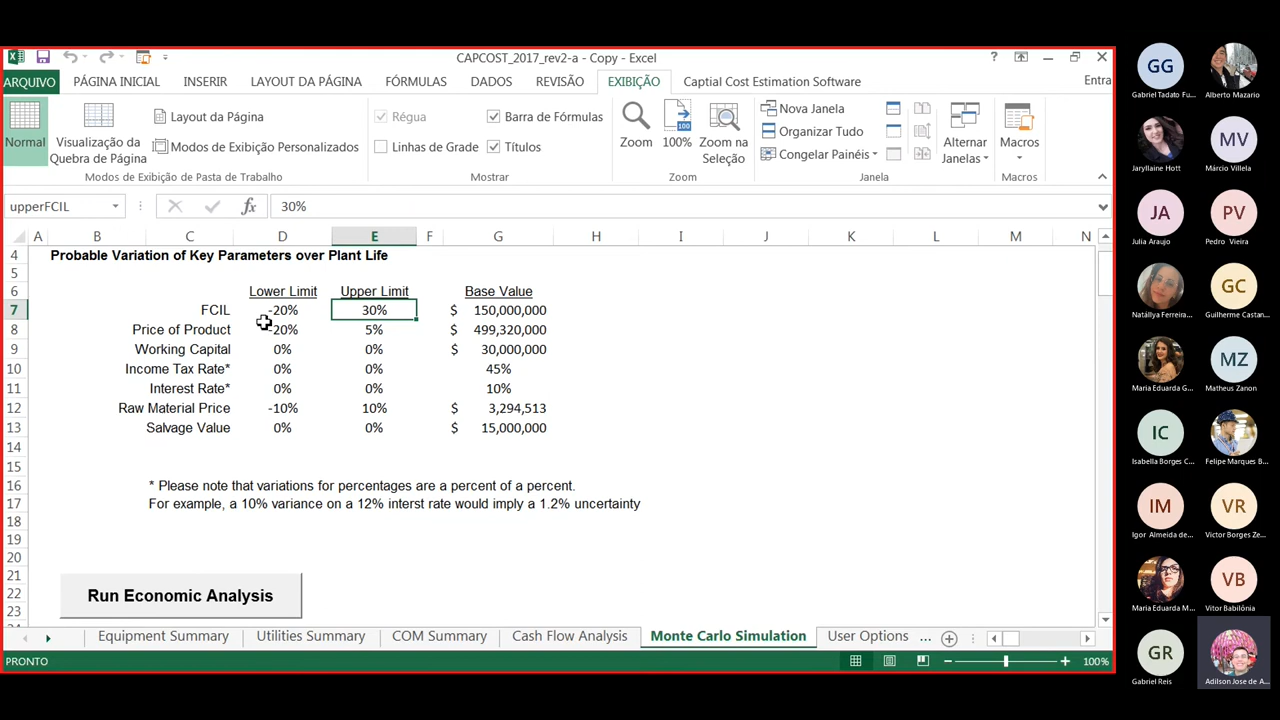 CAPCOST_2017_rev2-a - Copy - Excel
ARQUIVO PÁGINA INICIAL INSERIR LAYOUT DA PÁGINA FÓRMULAS DADOS REVISÃO EXIBIÇÃO Captial Cost Estimation Software Entra
Normal
Visualização da Quebra de Página
Layout da Página
Modos de Exibição Personalizados
Modos de Exibição de Pasta de Trabalho
Régua
Barra de Fórmulas
Linhas de Grade
Títulos
Mostrar
Zoom
100
100%
Zoom na Seleção
Zoom
Nova Janela
Organizar Tudo
Congelar Painéis
Alternar Janelas
Janela
Macros
Macros
upperFCIL fx 30%
A B C D E F G H I J K L M N
4 Probable Variation of Key Parameters over Plant Life
5
6 Lower Limit Upper Limit Base Value
7 FCIL -20% 30% $ 150,000,000
8 Price of Product -20% 5% $ 499,320,000
9 Working Capital 0% 0% $ 30,000,000
10 Income Tax Rate* 0% 0% 45%
11 Interest Rate* 0% 0% 10%
12 Raw Material Price -10% 10% $ 3,294,513
13 Salvage Value 0% 0% $ 15,000,000
14
15
16 * Please note that variations for percentages are a percent of a percent.
17 For example, a 10% variance on a 12% interst rate would imply a 1.2% uncertainty
18
19
20
21
22 Run Economic Analysis
23
Equipment Summary Utilities Summary COM Summary Cash Flow Analysis Monte Carlo Simulation User Options ...
PRONTO 100%
GG
Gabriel Tadato Fu...
Alberto Mazario
Jaryllaine Hott
MV
Márcio Villela
JA
Julia Araujo
PV
Pedro Vieira
Natállya Ferreira...
GC
Guilherme Castan...
Maria Eduarda G...
MZ
Matheus Zanon
IC
Isabella Borges C...
Felipe Marques B...
IM
Igor Almeida de...
VR
Victor Borges Ze...
Maria Eduarda M...
VB
Vitor Babilônia
GR
Gabriel Reis
Adilson Jose de A...